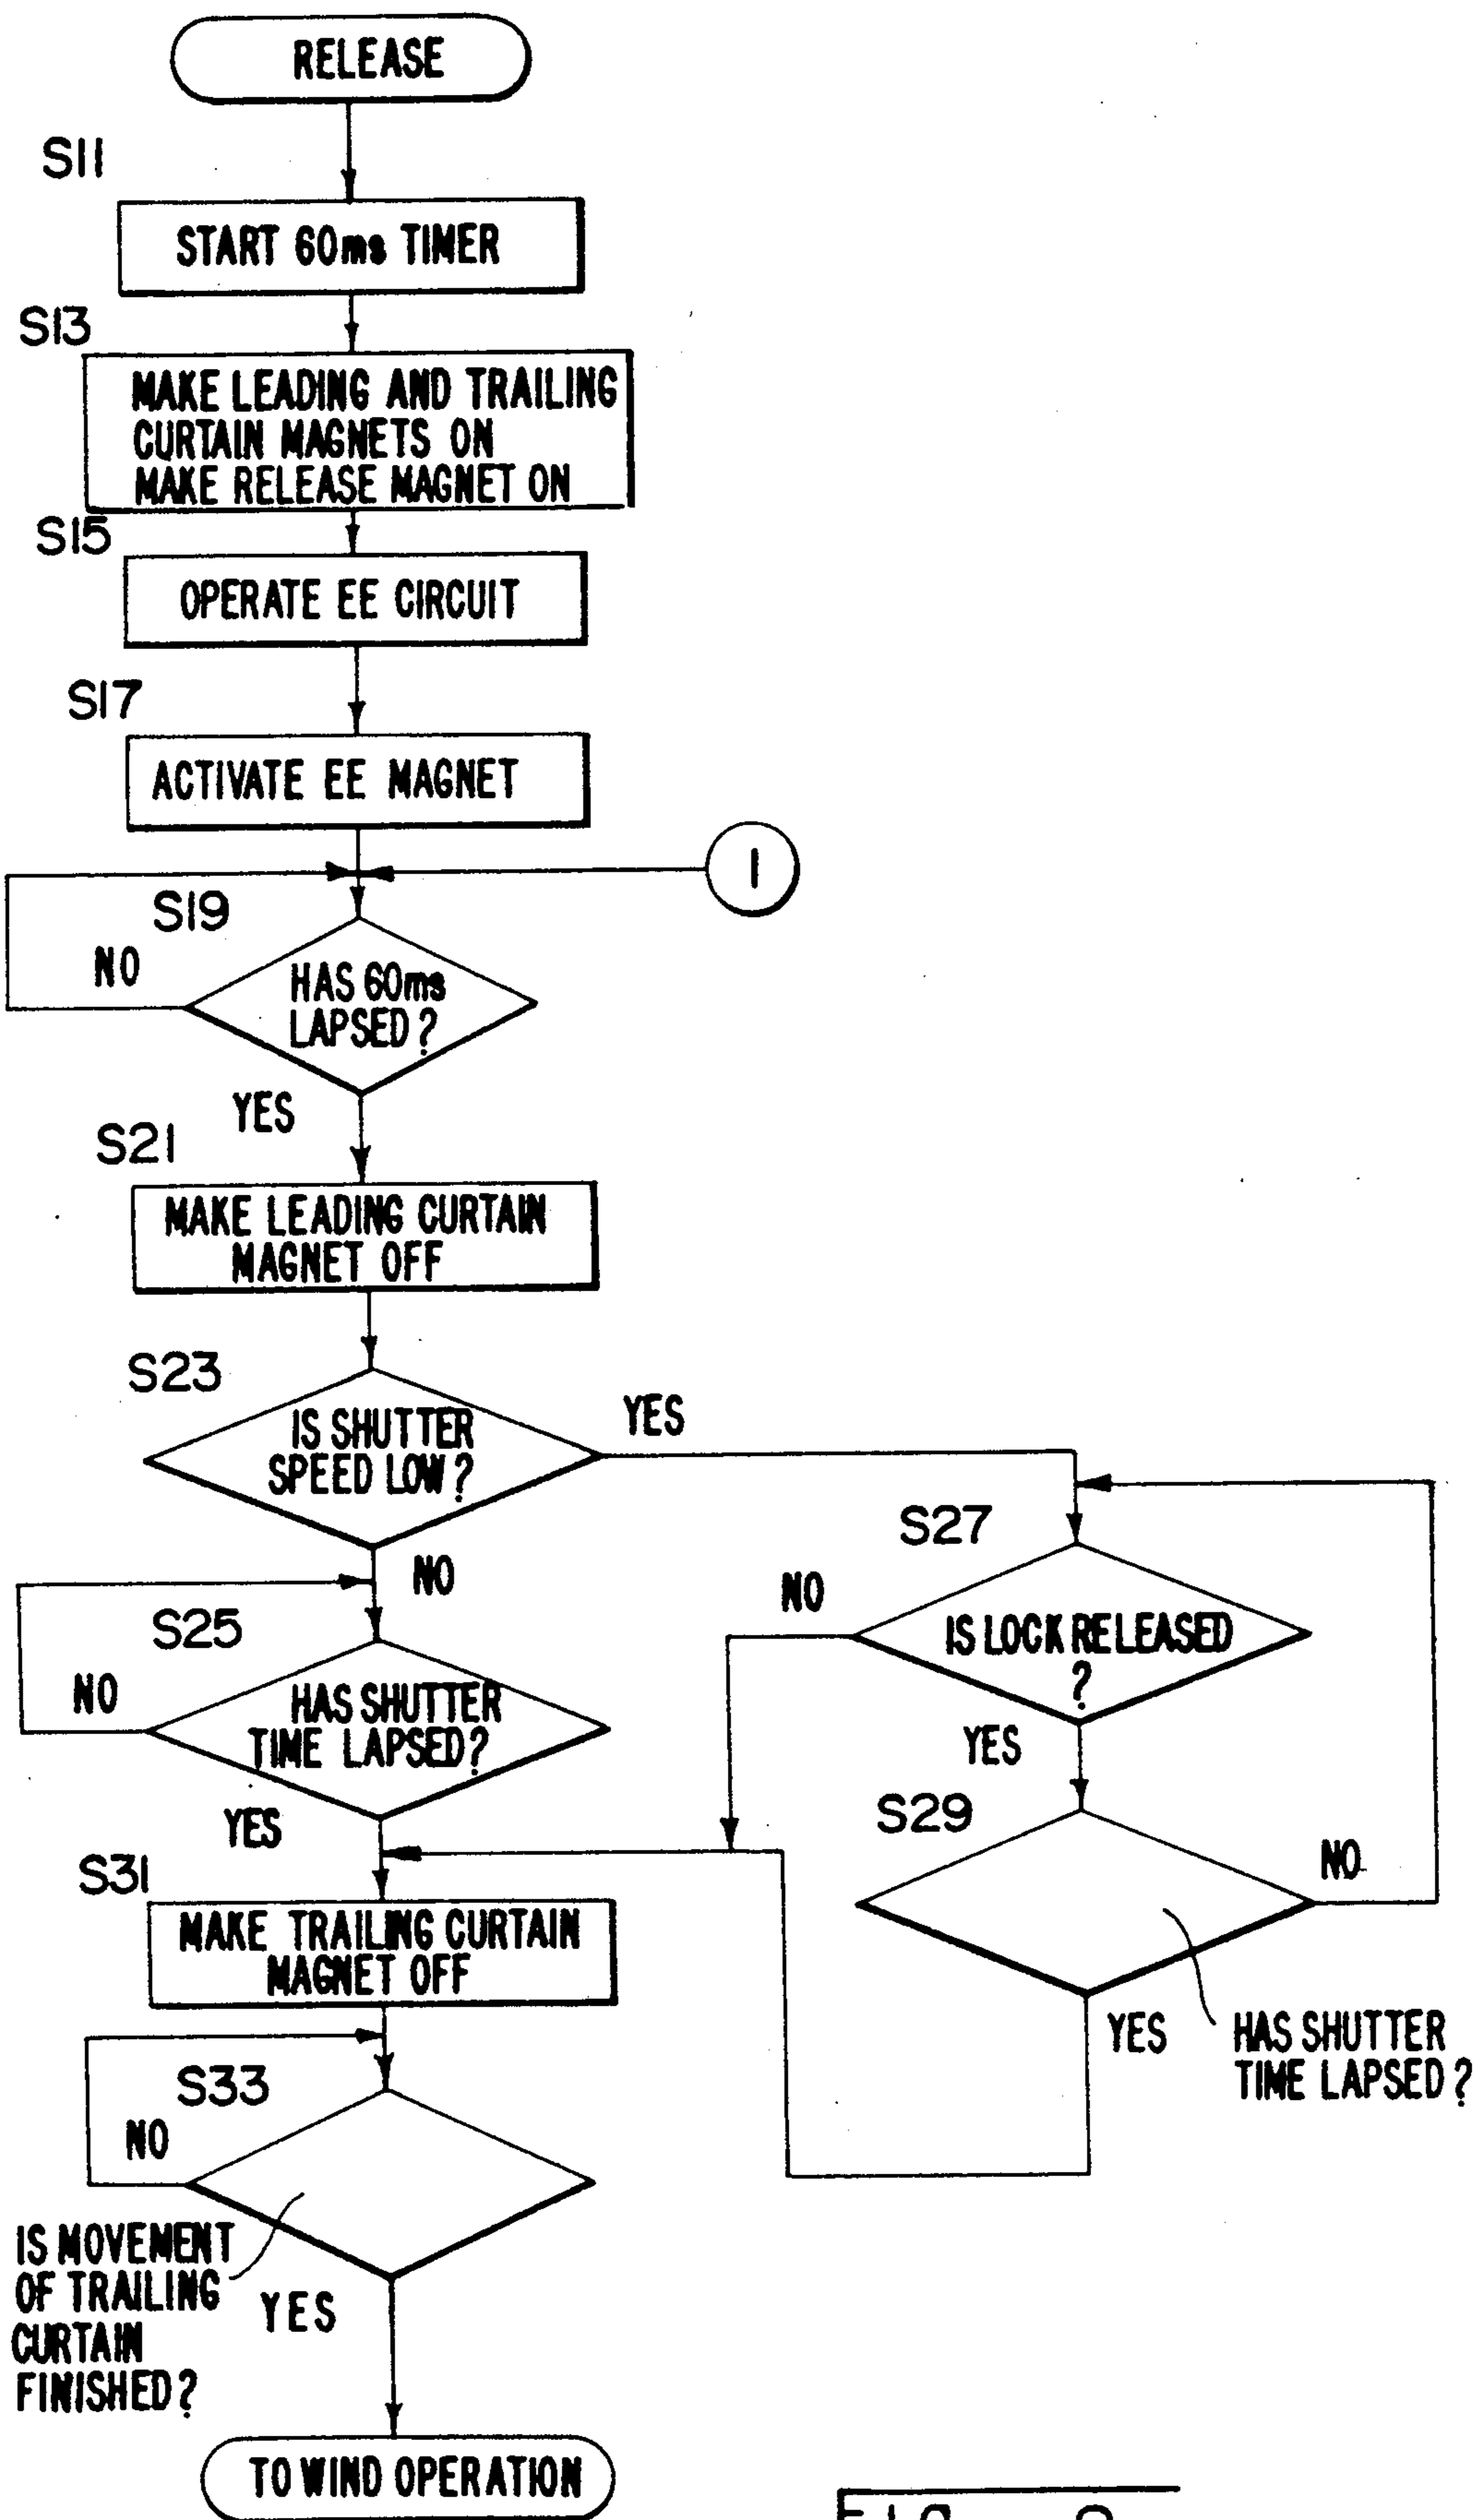 RELEASE
S11
START 60ms TIMER
S13
MAKE LEADING AND TRAILING
CURTAIN MAGNETS ON
MAKE RELEASE MAGNET ON
S15
OPERATE EE CIRCUIT
S17
ACTIVATE EE MAGNET
1
S19
NO
HAS 60ms
LAPSED?
YES
S21
MAKE LEADING CURTAIN
MAGNET OFF
S23
IS SHUTTER
SPEED LOW?
YES
NO
S25
NO
HAS SHUTTER
TIME LAPSED?
YES
S27
NO
IS LOCK RELEASED
?
YES
S29
NO
YES
HAS SHUTTER
TIME LAPSED?
S31
MAKE TRAILING CURTAIN
MAGNET OFF
S33
NO
IS MOVEMENT
OF TRAILING
CURTAIN
FINISHED?
YES
TO WIND OPERATION